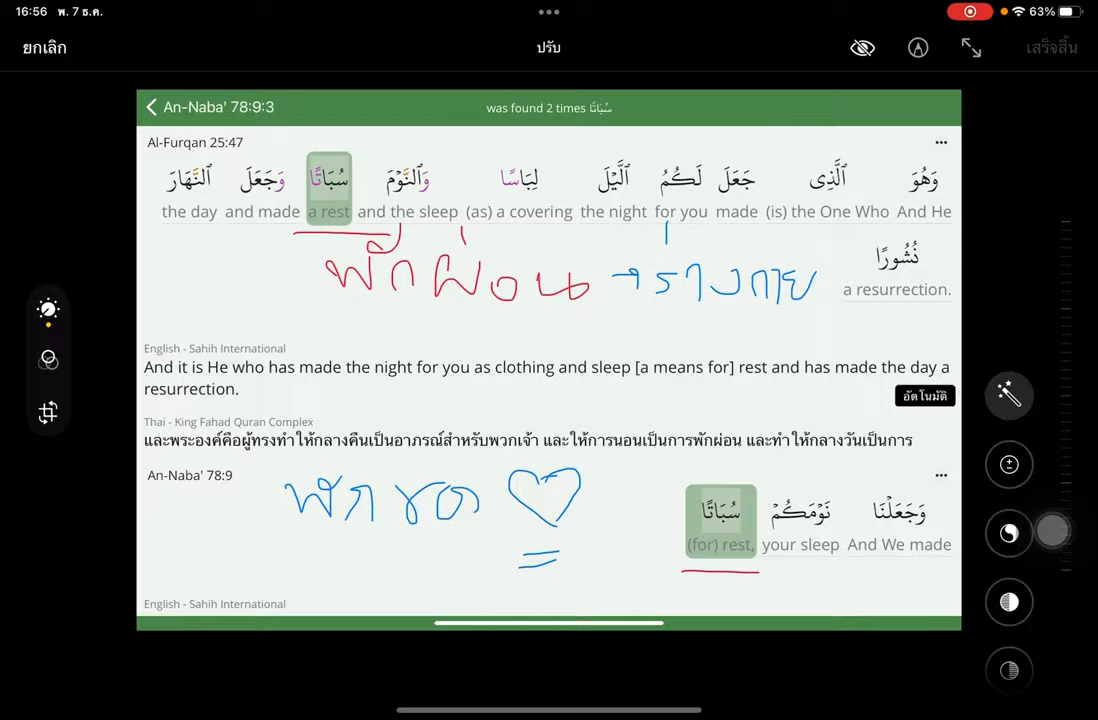 16:56 พ. 7 ธ.ค.
63%
ยกเลิก
ปรับ
เสร็จสิ้น
An-Naba' 78:9:3
was found 2 times سُبَاتًا
Al-Furqan 25:47
وَهُوَ ٱلَّذِى جَعَلَ لَكُمُ ٱلَّيْلَ لِبَاسًا وَٱلنَّوْمَ سُبَاتًا وَجَعَلَ ٱلنَّهَارَ
the day and made a rest and the sleep (as) a covering the night for you made (is) the One Who And He
نُشُورًا
a resurrection.
พักผ่อน ร่างกาย
English - Sahih International
And it is He who has made the night for you as clothing and sleep [a means for] rest and has made the day a
resurrection.
อัตโนมัติ
Thai - King Fahad Quran Complex
และพระองค์คือผู้ทรงทำให้กลางคืนเป็นอาภรณ์สำหรับพวกเจ้า และให้การนอนเป็นการพักผ่อน และทำให้กลางวันเป็นการ
An-Naba' 78:9
พัก
وَجَعَلْنَا نَوْمَكُمْ سُبَاتًا
(for) rest, your sleep And We made
English - Sahih International